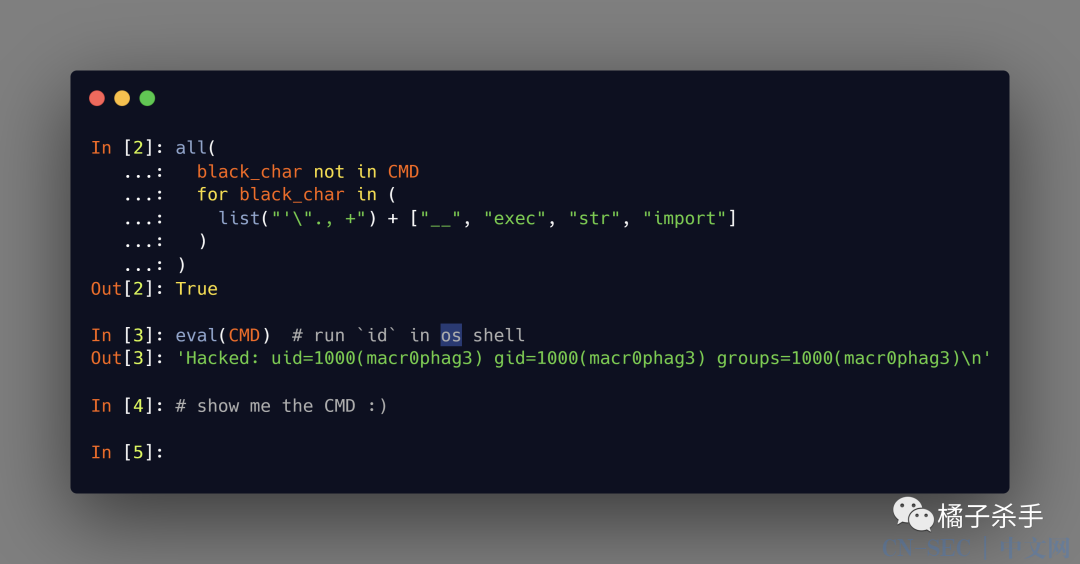 In [2]: all(
...:   black_char not in CMD
...:   for black_char in (
...:     list("'\"., +") + ["__", "exec", "str", "import"]
...:   )
...: )
Out[2]: True
In [3]: eval(CMD)  # run `id` in os shell
Out[3]: 'Hacked: uid=1000(macr0phag3) gid=1000(macr0phag3) groups=1000(macr0phag3)\n'
In [4]: # show me the CMD :)
In [5]:
橘子杀手
CN-SEC | 中文网